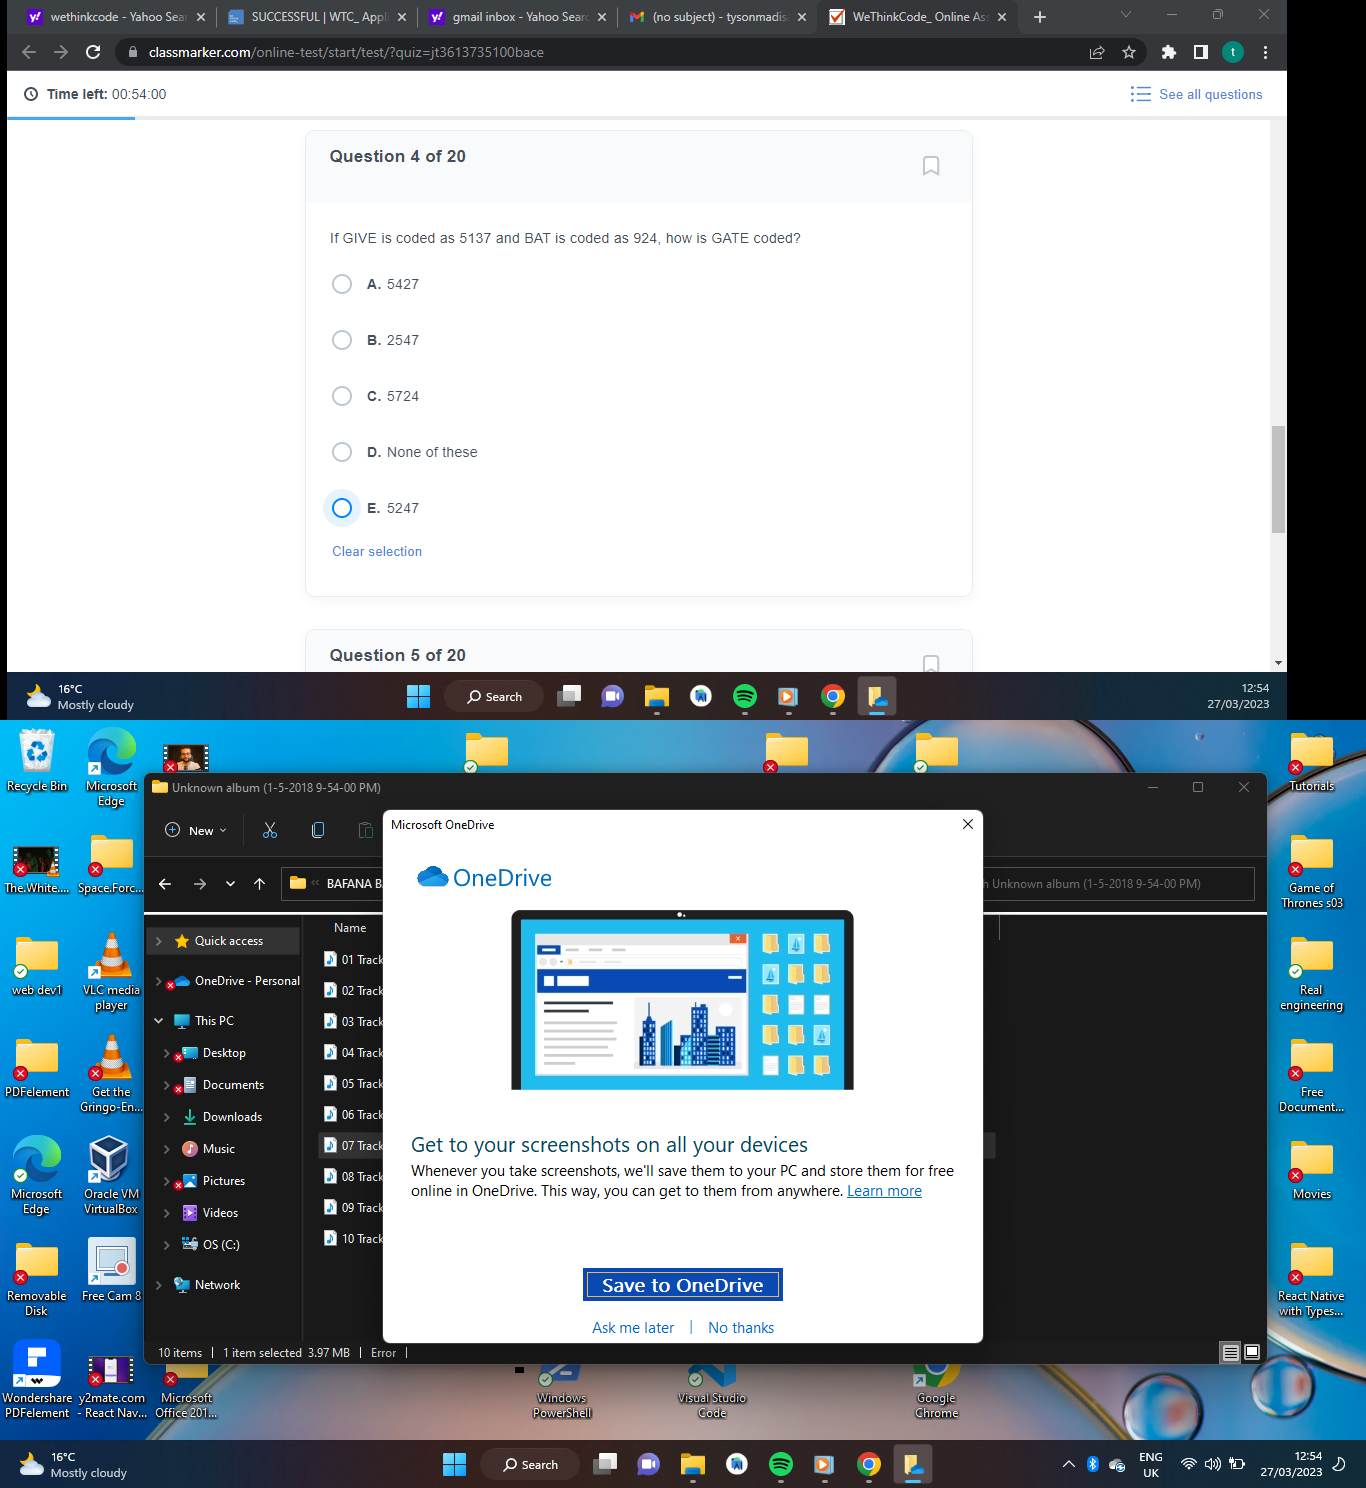 wethinkcode - Yahoo Sear
SUCCESSFUL | WTC_ Appli
gmail inbox - Yahoo Searc
(no subject) - tysonmadis
WeThinkCode_ Online Ass
classmarker.com/online-test/start/test/?quiz=jt3613735100bace
t
Time left: 00:54:00
See all questions
Question 4 of 20
If GIVE is coded as 5137 and BAT is coded as 924, how is GATE coded?
A. 5427
B. 2547
C. 5724
D. None of these
E. 5247
Clear selection
Question 5 of 20
16°C
Mostly cloudy
Search
12:54
27/03/2023
Recycle Bin
Microsoft
Edge
Tutorials
Unknown album (1-5-2018 9-54-00 PM)
New
Microsoft OneDrive
The.White....
Space.Forc...
BAFANA B
OneDrive
h Unknown album (1-5-2018 9-54-00 PM)
Game of
Thrones s03
Name
Quick access
OneDrive - Personal
This PC
Desktop
Documents
Downloads
Music
Pictures
Videos
OS (C:)
Network
01 Track
02 Track
03 Track
04 Track
05 Track
06 Track
07 Track
08 Track
09 Track
10 Track
web dev1
VLC media
player
Real
engineering
PDFelement
Get the
Gringo-En...
Free
Document...
Get to your screenshots on all your devices
Whenever you take screenshots, we'll save them to your PC and store them for free
online in OneDrive. This way, you can get to them from anywhere. Learn more
Microsoft
Edge
Oracle VM
VirtualBox
Movies
Save to OneDrive
Ask me later | No thanks
Removable
Disk
Free Cam 8
React Native
with Types...
10 items | 1 item selected 3.97 MB | Error |
Wondershare
PDFelement
y2mate.com
- React Nav...
Microsoft
Office 201...
Windows
PowerShell
Visual Studio
Code
Google
Chrome
16°C
Mostly cloudy
Search
ENG
UK
12:54
27/03/2023